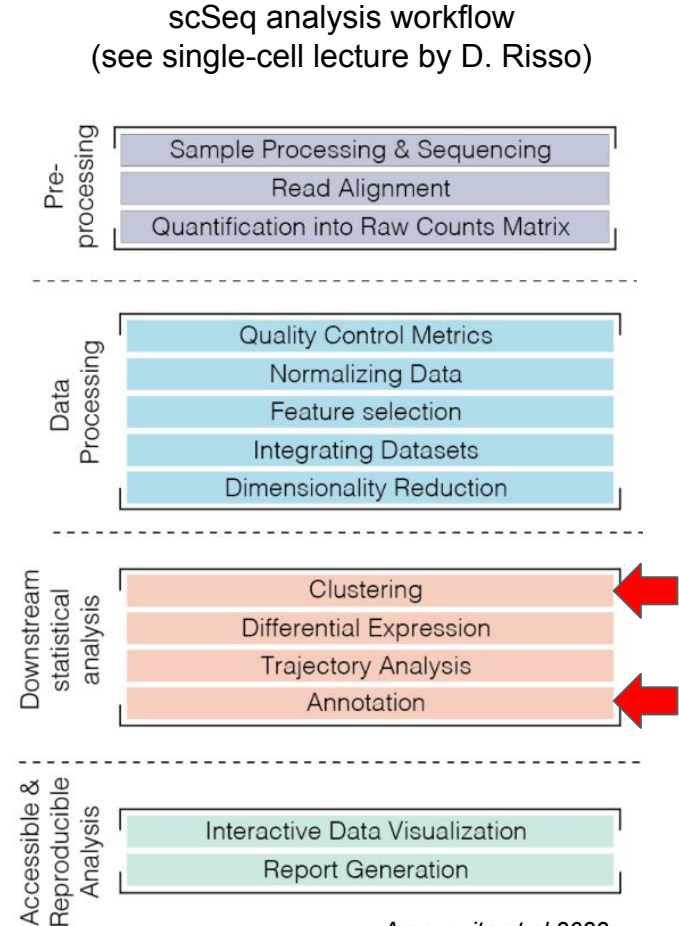 scSeq analysis workflow
(see single-cell lecture by D. Risso)
Pre-
processing
Sample Processing & Sequencing
Read Alignment
Quantification into Raw Counts Matrix
Data
Processing
Quality Control Metrics
Normalizing Data
Feature selection
Integrating Datasets
Dimensionality Reduction
Downstream
statistical
analysis
Clustering
Differential Expression
Trajectory Analysis
Annotation
Accessible &
Reproducible
Analysis
Interactive Data Visualization
Report Generation